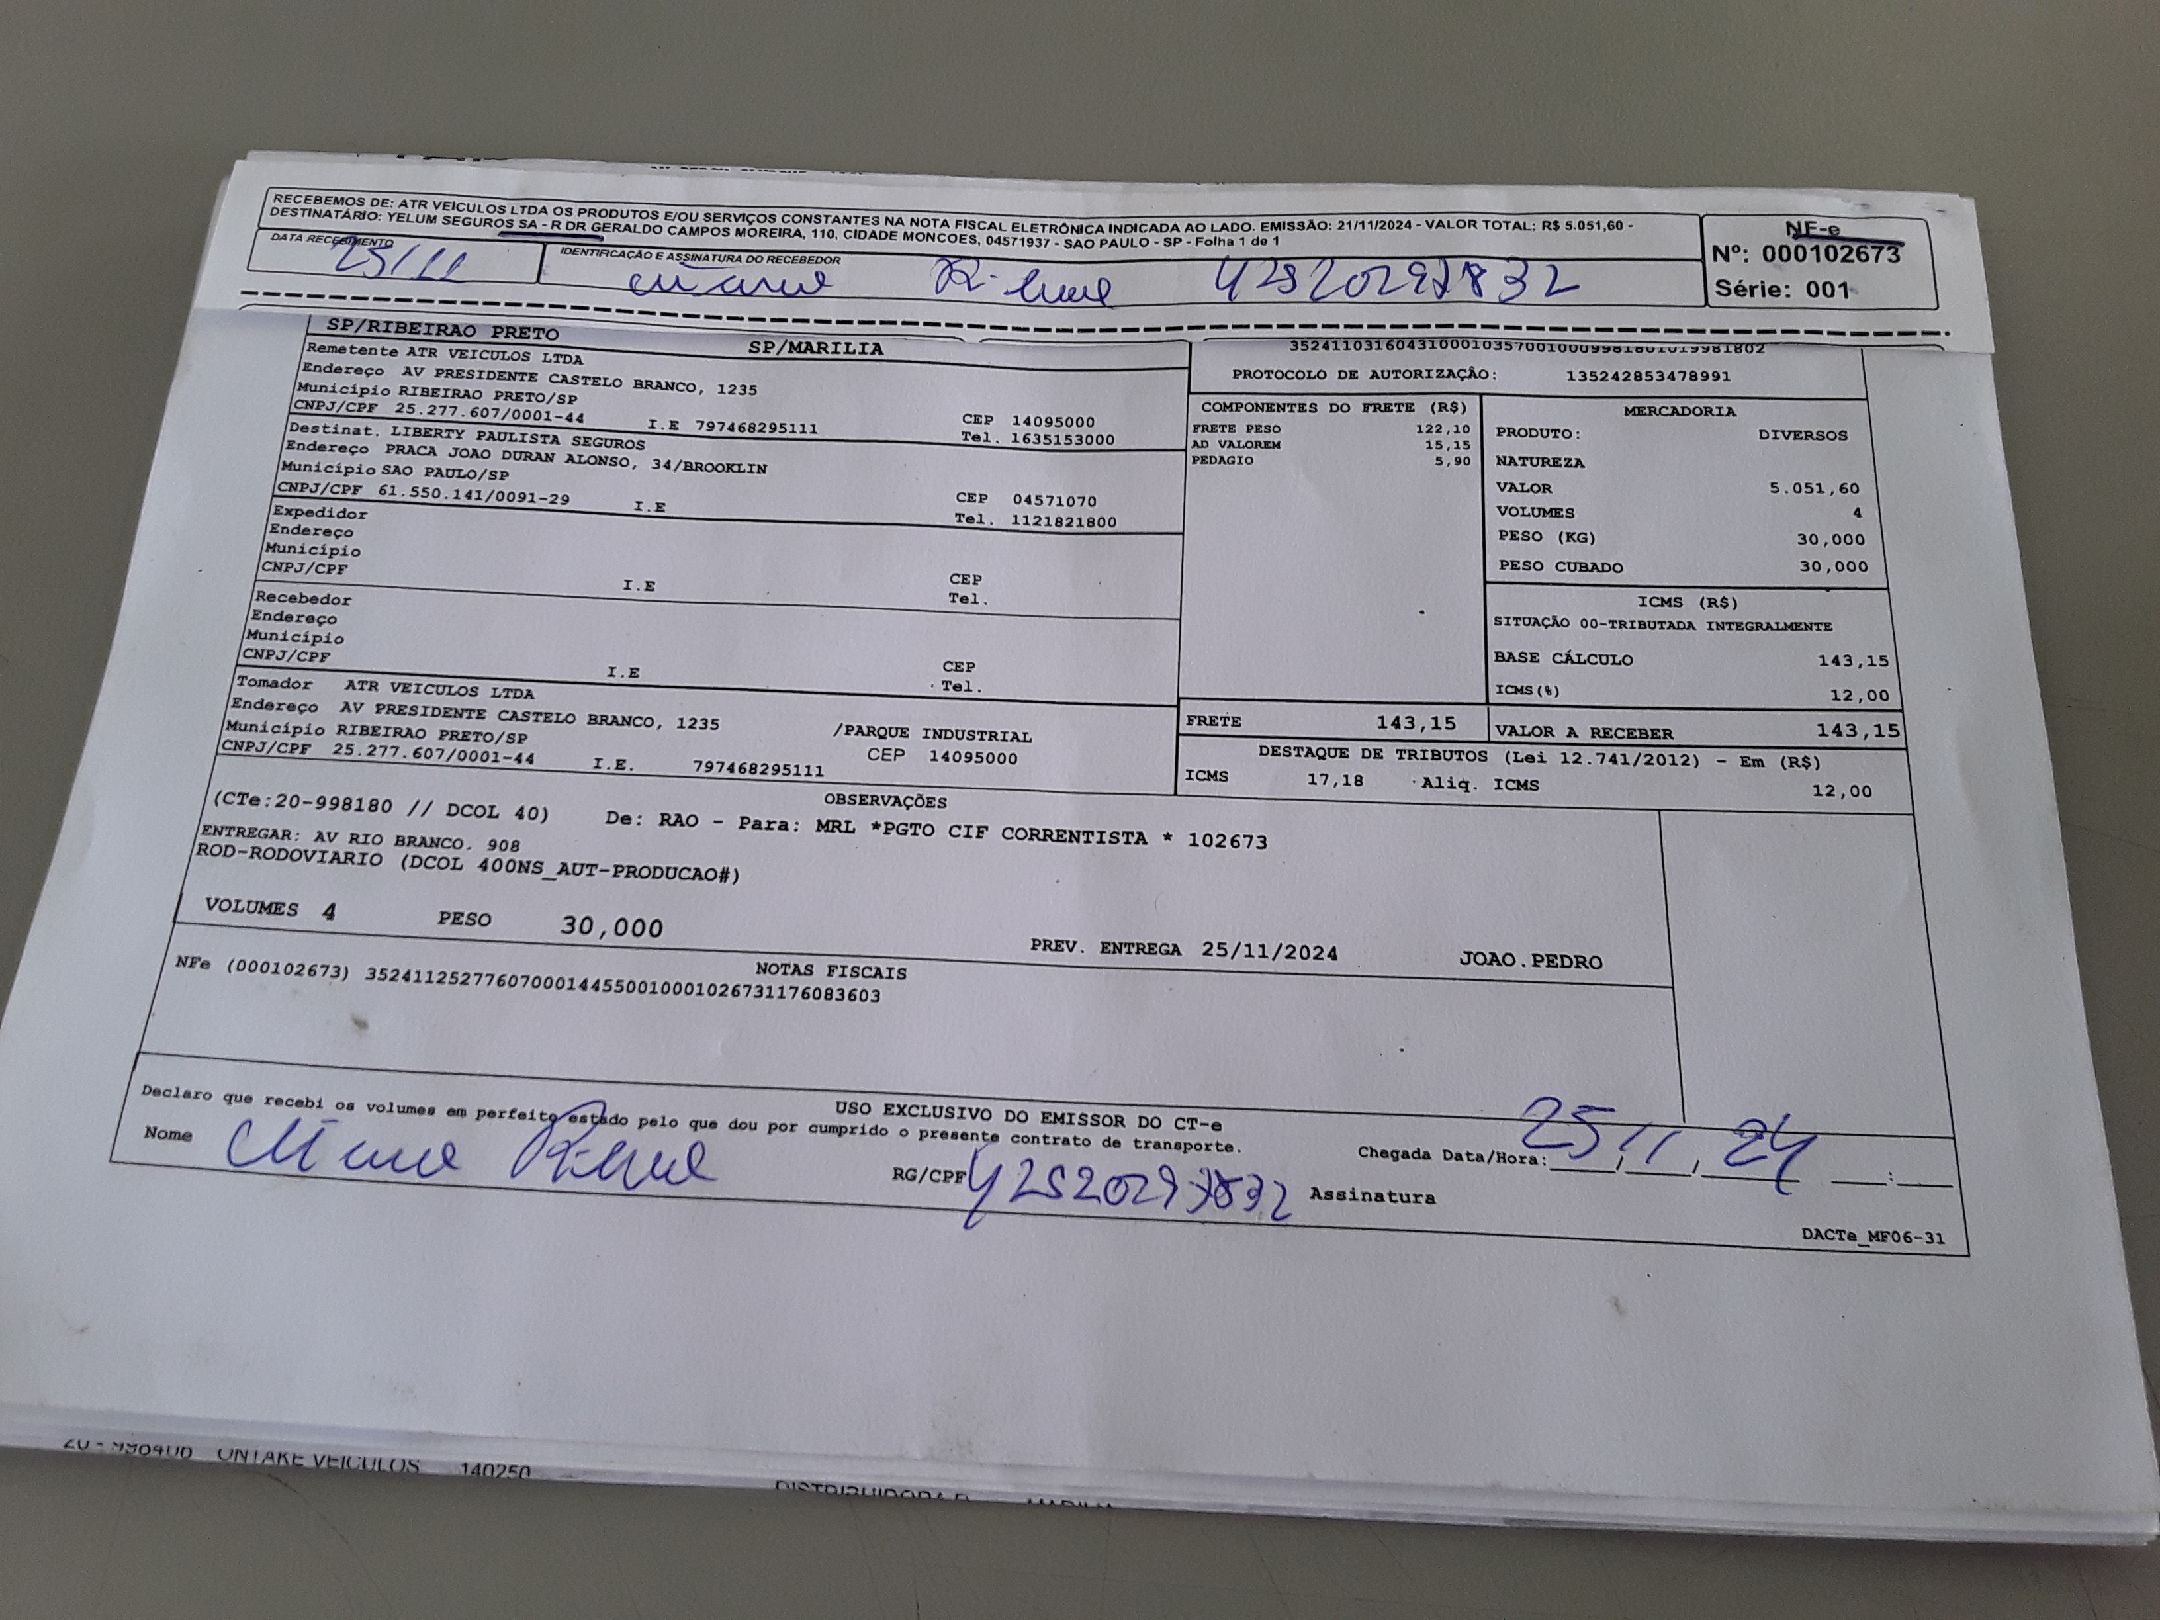 RECEBEMOS DE: ATR VEÍCULOS LTDA OS PRODUTOS E/OU SERVIÇOS CONSTANTES NA NOTA FISCAL ELETRÔNICA INDICADA AO LADO. EMISSÃO: 21/11/2024 - VALOR TOTAL: R$ 5.051,60 -
DESTINATÁRIO: YELUM SEGUROS SA - R DR GERALDO CAMPOS MOREIRA, 110, CIDADE MONCOES, 04571937 - SAO PAULO - SP - Folha 1 de 1
NF-e
Nº: 000102673
Série: 001
DATA RECEBIMENTO
25/11
IDENTIFICAÇÃO E ASSINATURA DO RECEBEDOR
SP/RIBEIRAO PRETO SP/MARILIA
Remetente ATR VEICULOS LTDA
Endereço AV PRESIDENTE CASTELO BRANCO, 1235
Município RIBEIRAO PRETO/SP CEP 14095000
CNPJ/CPF 25.277.607/0001-44 I.E 797468295111 Tel. 1635153000
Destinat. LIBERTY PAULISTA SEGUROS
Endereço PRACA JOAO DURAN ALONSO, 34/BROOKLIN
Município SAO PAULO/SP CEP 04571070
CNPJ/CPF 61.550.141/0091-29 I.E Tel. 1121821800
Expedidor
Endereço
Município CEP
CNPJ/CPF I.E Tel.
Recebedor
Endereço
Município CEP
CNPJ/CPF I.E Tel.
Tomador ATR VEICULOS LTDA
Endereço AV PRESIDENTE CASTELO BRANCO, 1235 /PARQUE INDUSTRIAL
Município RIBEIRAO PRETO/SP CEP 14095000
CNPJ/CPF 25.277.607/0001-44 I.E. 797468295111
PROTOCOLO DE AUTORIZAÇÃO: 135242853478991
COMPONENTES DO FRETE (R$)
FRETE PESO 122,10
AD VALOREM 15,15
PEDAGIO 5,90
MERCADORIA
PRODUTO: DIVERSOS
NATUREZA
VALOR 5.051,60
VOLUMES 4
PESO (KG) 30,000
PESO CUBADO 30,000
ICMS (R$)
SITUAÇÃO 00-TRIBUTADA INTEGRALMENTE
BASE CÁLCULO 143,15
ICMS(%) 12,00
FRETE 143,15 VALOR A RECEBER 143,15
DESTAQUE DE TRIBUTOS (Lei 12.741/2012) - Em (R$)
ICMS 17,18 Aliq. ICMS 12,00
OBSERVAÇÕES
(CTe:20-998180 // DCOL 40) De: RAO - Para: MRL *PGTO CIF CORRENTISTA * 102673
ENTREGAR: AV RIO BRANCO, 908
ROD-RODOVIARIO (DCOL 400NS_AUT-PRODUCAO#)
VOLUMES 4 PESO 30,000 PREV. ENTREGA 25/11/2024 JOAO.PEDRO
NOTAS FISCAIS
NFe (000102673) 35241125277607000144550010001026731176083603
USO EXCLUSIVO DO EMISSOR DO CT-e
Declaro que recebi os volumes em perfeito estado pelo que dou por cumprido o presente contrato de transporte.
Nome RG/CPF Assinatura
Chegada Data/Hora: 25/11/24
DACTe_MF06-31
ONTAKE VEICULOS 140250